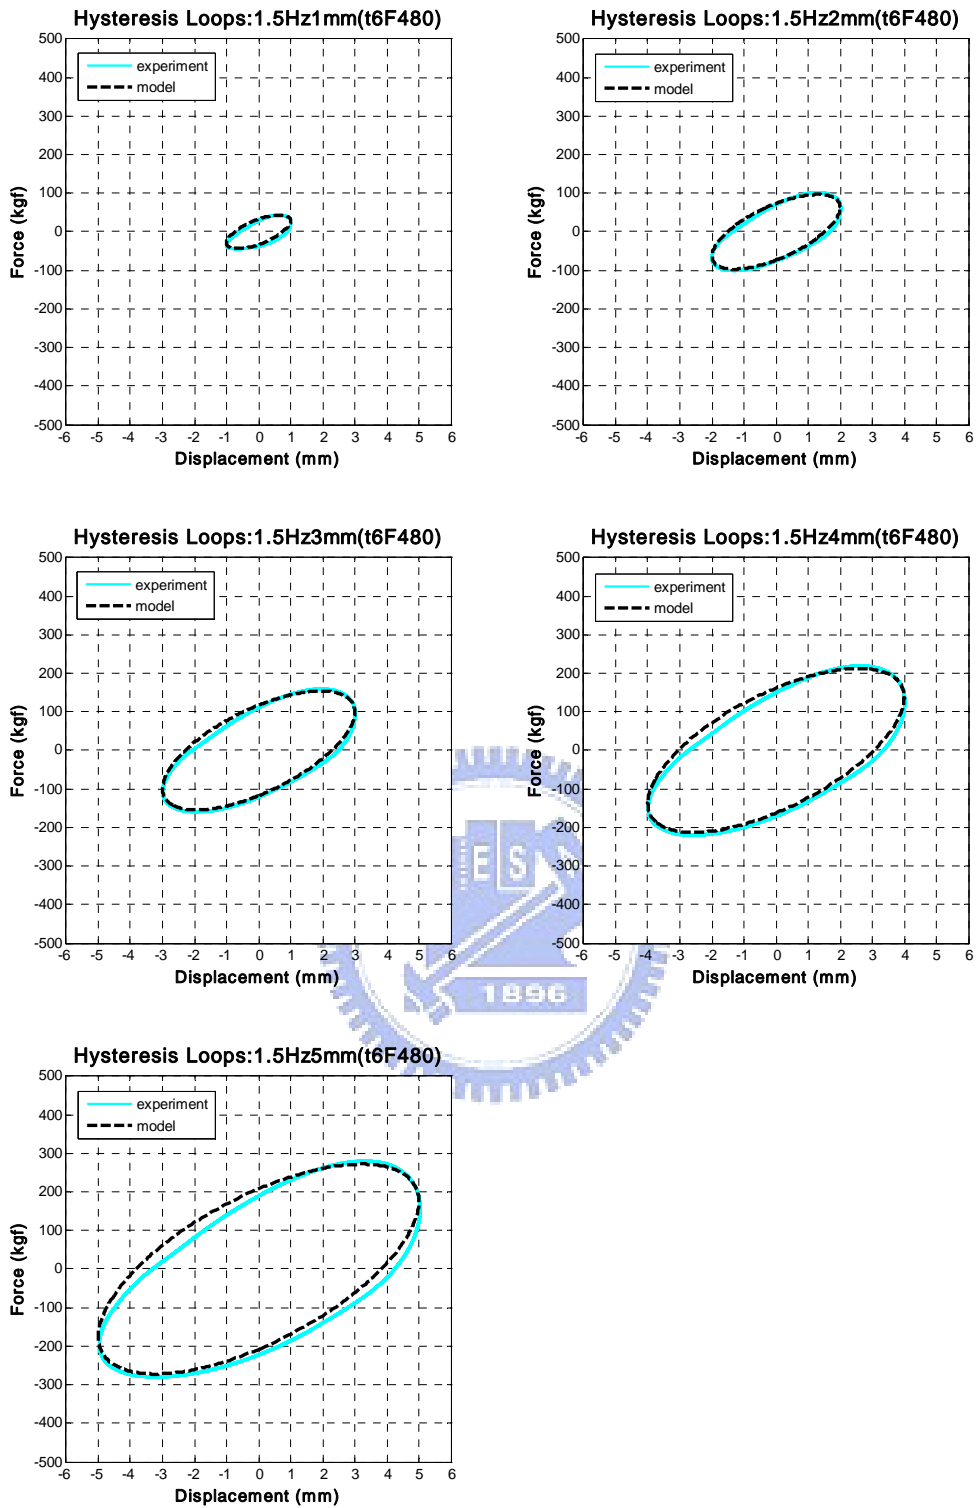 Hysteresis Loops:1.5Hz1mm(t6F480)
500
400
300
200
100
0
-100
-200
-300
-400
-500
Force (kgf)
experiment
model
-6 -5 -4 -3 -2 -1 0 1 2 3 4 5 6
Displacement (mm)
Hysteresis Loops:1.5Hz2mm(t6F480)
500
400
300
200
100
0
-100
-200
-300
-400
-500
Force (kgf)
experiment
model
-6 -5 -4 -3 -2 -1 0 1 2 3 4 5 6
Displacement (mm)
Hysteresis Loops:1.5Hz3mm(t6F480)
500
400
300
200
100
0
-100
-200
-300
-400
-500
Force (kgf)
experiment
model
-6 -5 -4 -3 -2 -1 0 1 2 3 4 5 6
Displacement (mm)
Hysteresis Loops:1.5Hz4mm(t6F480)
500
400
300
200
100
0
-100
-200
-300
-400
-500
Force (kgf)
experiment
model
-6 -5 -4 -3 -2 -1 0 1 2 3 4 5 6
Displacement (mm)
ES
1896
Hysteresis Loops:1.5Hz5mm(t6F480)
500
400
300
200
100
0
-100
-200
-300
-400
-500
Force (kgf)
experiment
model
-6 -5 -4 -3 -2 -1 0 1 2 3 4 5 6
Displacement (mm)